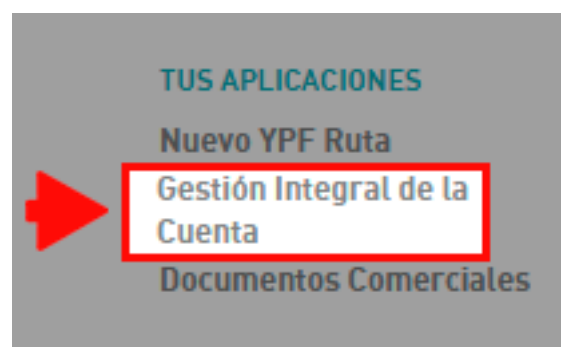 TUS APLICACIONES
Nuevo YPF Ruta
Gestión Integral de la
Cuenta
Documentos Comerciales